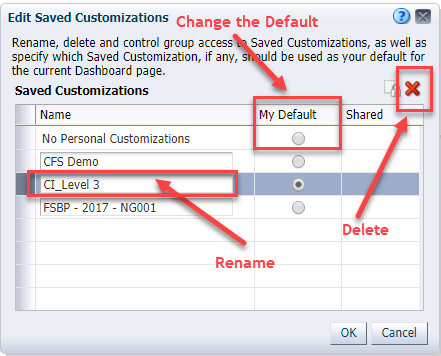 Edit Saved Customizations
Change the Default
Rename, delete and control group access to Saved Customizations, as well as
specify which Saved Customization, if any, should be used as your default for
the current Dashboard page.
Saved Customizations
Name My Default Shared
No Personal Customizations
CFS Demo
CI_Level 3
FSBP - 2017 - NG001
Delete
Rename
OK Cancel